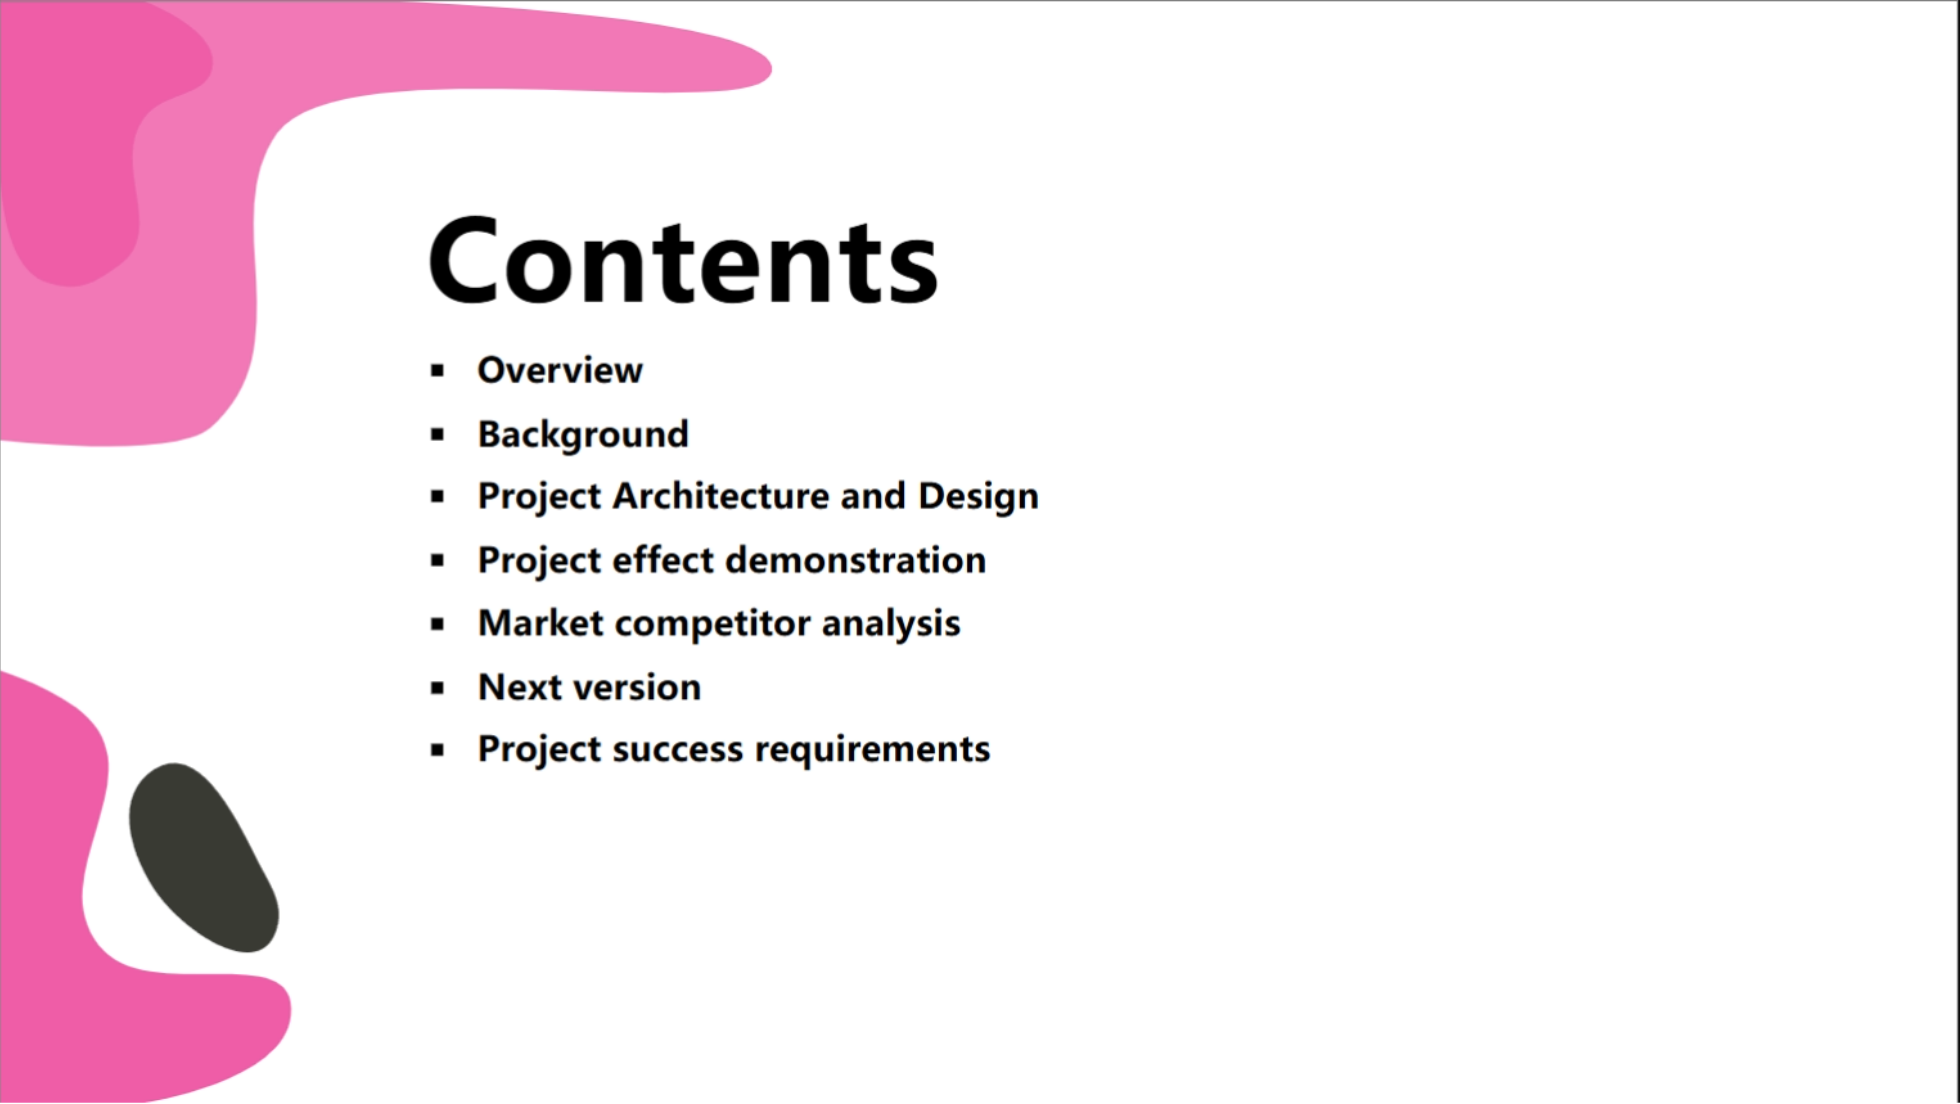 Contents
▪ Overview
▪ Background
▪ Project Architecture and Design
▪ Project effect demonstration
▪ Market competitor analysis
▪ Next version
▪ Project success requirements